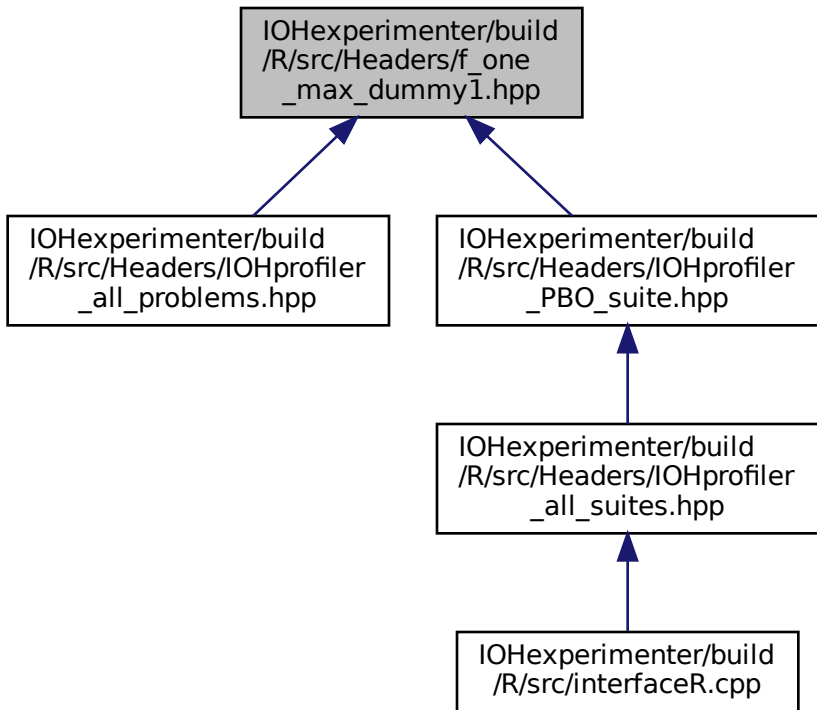 IOHexperimenter/build
/R/src/Headers/f_one
_max_dummy1.hpp
IOHexperimenter/build
/R/src/Headers/IOHprofiler
_all_problems.hpp
IOHexperimenter/build
/R/src/Headers/IOHprofiler
_PBO_suite.hpp
IOHexperimenter/build
/R/src/Headers/IOHprofiler
_all_suites.hpp
IOHexperimenter/build
/R/src/interfaceR.cpp